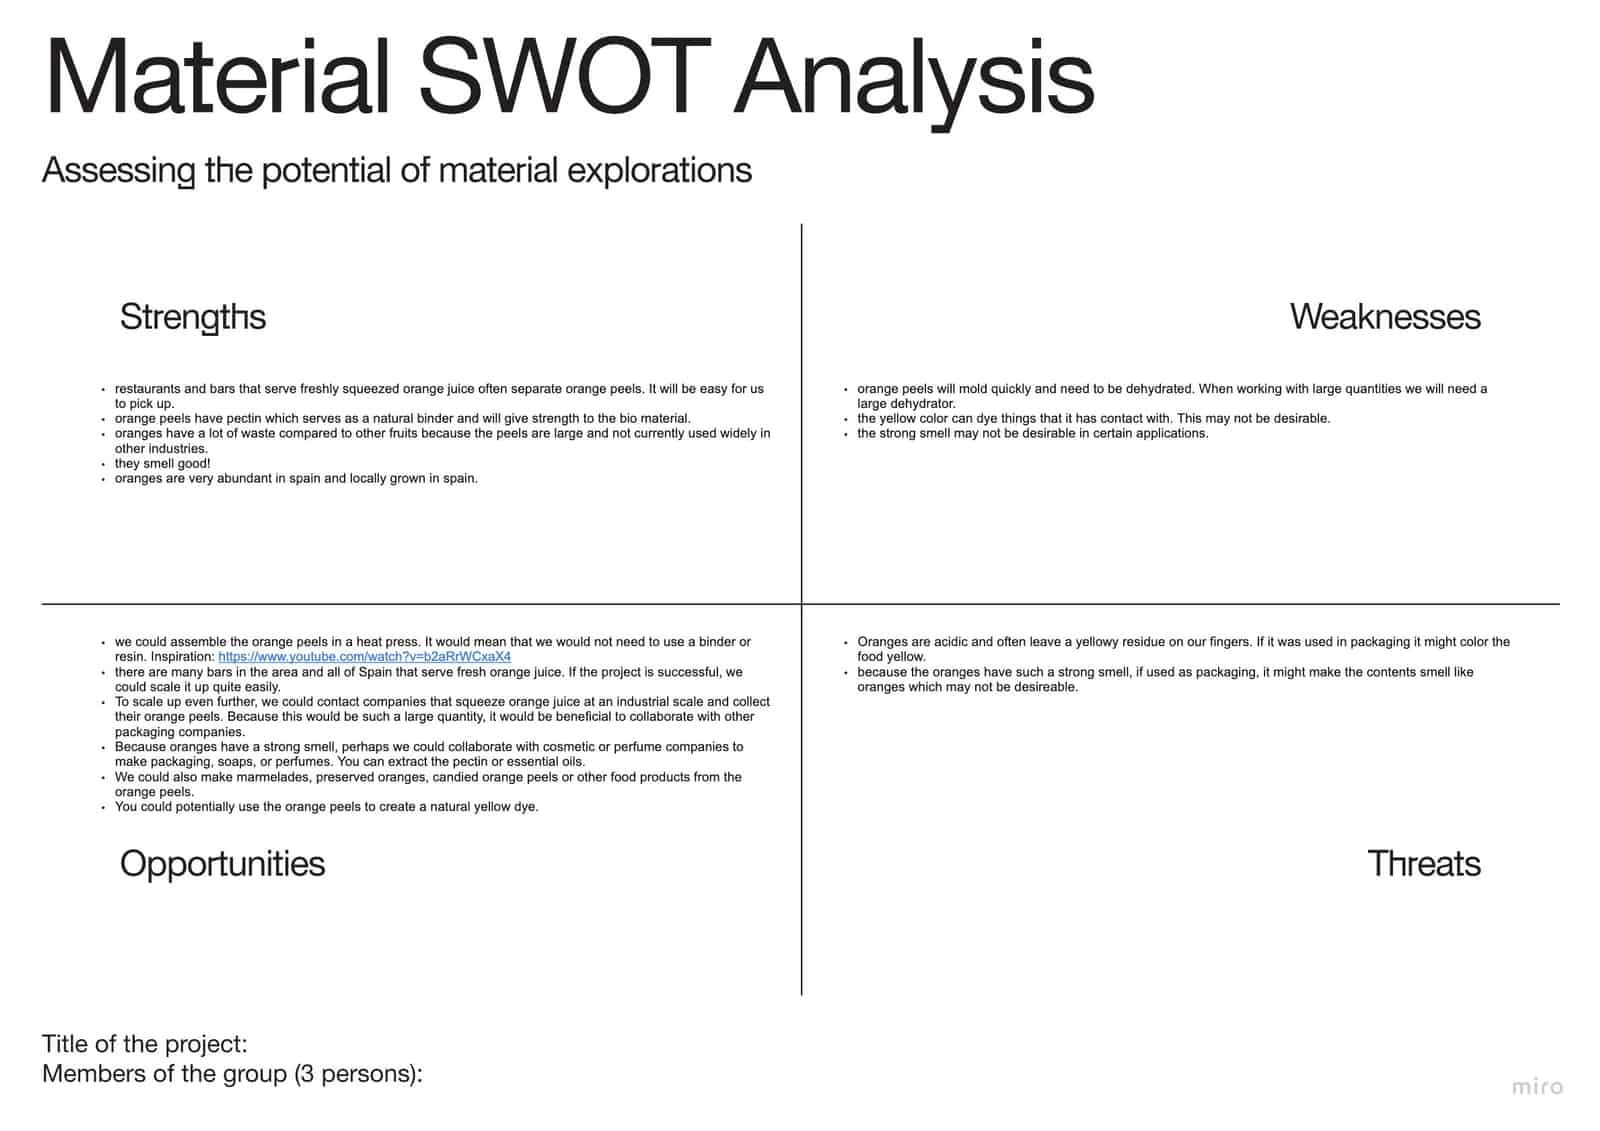 Material SWOT Analysis
Assessing the potential of material explorations
Strengths
• restaurants and bars that serve freshly squeezed orange juice often separate orange peels. It will be easy for us
to pick up.
• orange peels have pectin which serves as a natural binder and will give strength to the bio material.
• oranges have a lot of waste compared to other fruits because the peels are large and not currently used widely in
other industries.
• they smell good!
• oranges are very abundant in spain and locally grown in spain.
Weaknesses
• orange peels will mold quickly and need to be dehydrated. When working with large quantities we will need a
large dehydrator.
• the yellow color can dye things that it has contact with. This may not be desirable.
• the strong smell may not be desirable in certain applications.
• we could assemble the orange peels in a heat press. It would mean that we would not need to use a binder or
resin. Inspiration: https://www.youtube.com/watch?v=b2aRrWCxaX4
• there are many bars in the area and all of Spain that serve fresh orange juice. If the project is successful, we
could scale it up quite easily.
• To scale up even further, we could contact companies that squeeze orange juice at an industrial scale and collect
their orange peels. Because this would be such a large quantity, it would be beneficial to collaborate with other
packaging companies.
• Because oranges have a strong smell, perhaps we could collaborate with cosmetic or perfume companies to
make packaging, soaps, or perfumes. You can extract the pectin or essential oils.
• We could also make marmelades, preserved oranges, candied orange peels or other food products from the
orange peels.
• You could potentially use the orange peels to create a natural yellow dye.
Opportunities
• Oranges are acidic and often leave a yellowy residue on our fingers. If it was used in packaging it might color the
food yellow.
• because the oranges have such a strong smell, if used as packaging, it might make the contents smell like
oranges which may not be desireable.
Threats
Title of the project:
Members of the group (3 persons):
miro